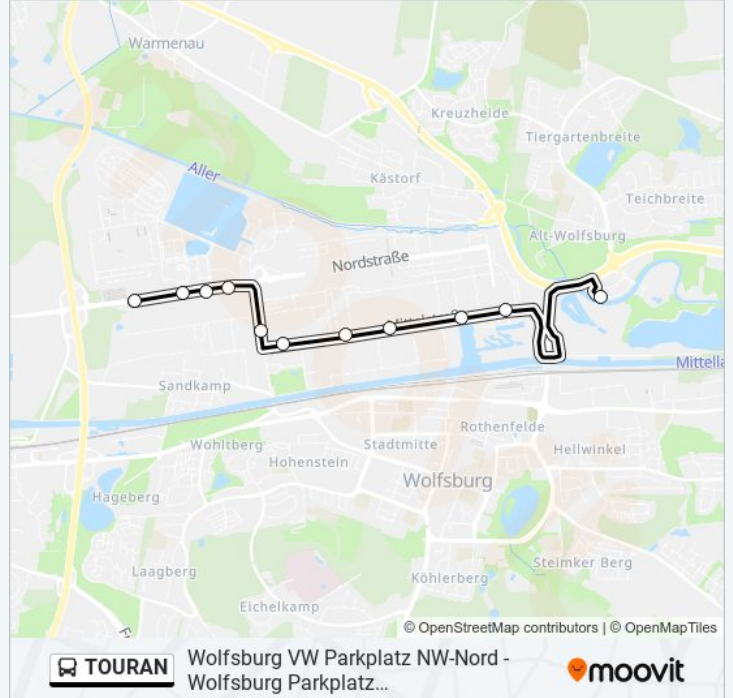 Warmenau
Kreuzheide
Tiergartenbreite
Aller
Kästorf
Teichbreite
Alt-Wolfsburg
Nordstraße
Sandkamp
Mittella
Rothenfelde
Wohltberg
Stadtmitte
Hellwinkel
Hohenstein
Wolfsburg
Hageberg
Steimker Berg
Laagberg
Köhlerberg
Eichelkamp
© OpenStreetMap contributors | © OpenMapTiles
TOURAN
Wolfsburg VW Parkplatz NW-Nord -
Wolfsburg Parkplatz...
moovit